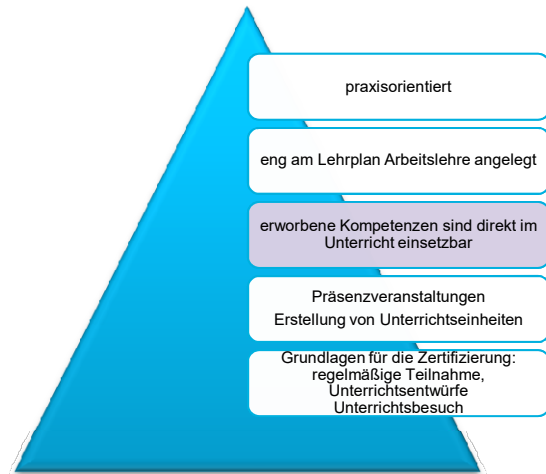 praxisorientiert
eng am Lehrplan Arbeitslehre angelegt
erworbene Kompetenzen sind direkt im
Unterricht einsetzbar
Präsenzveranstaltungen
Erstellung von Unterrichtseinheiten
Grundlagen für die Zertifizierung:
regelmäßige Teilnahme,
Unterrichtsentwürfe
Unterrichtsbesuch